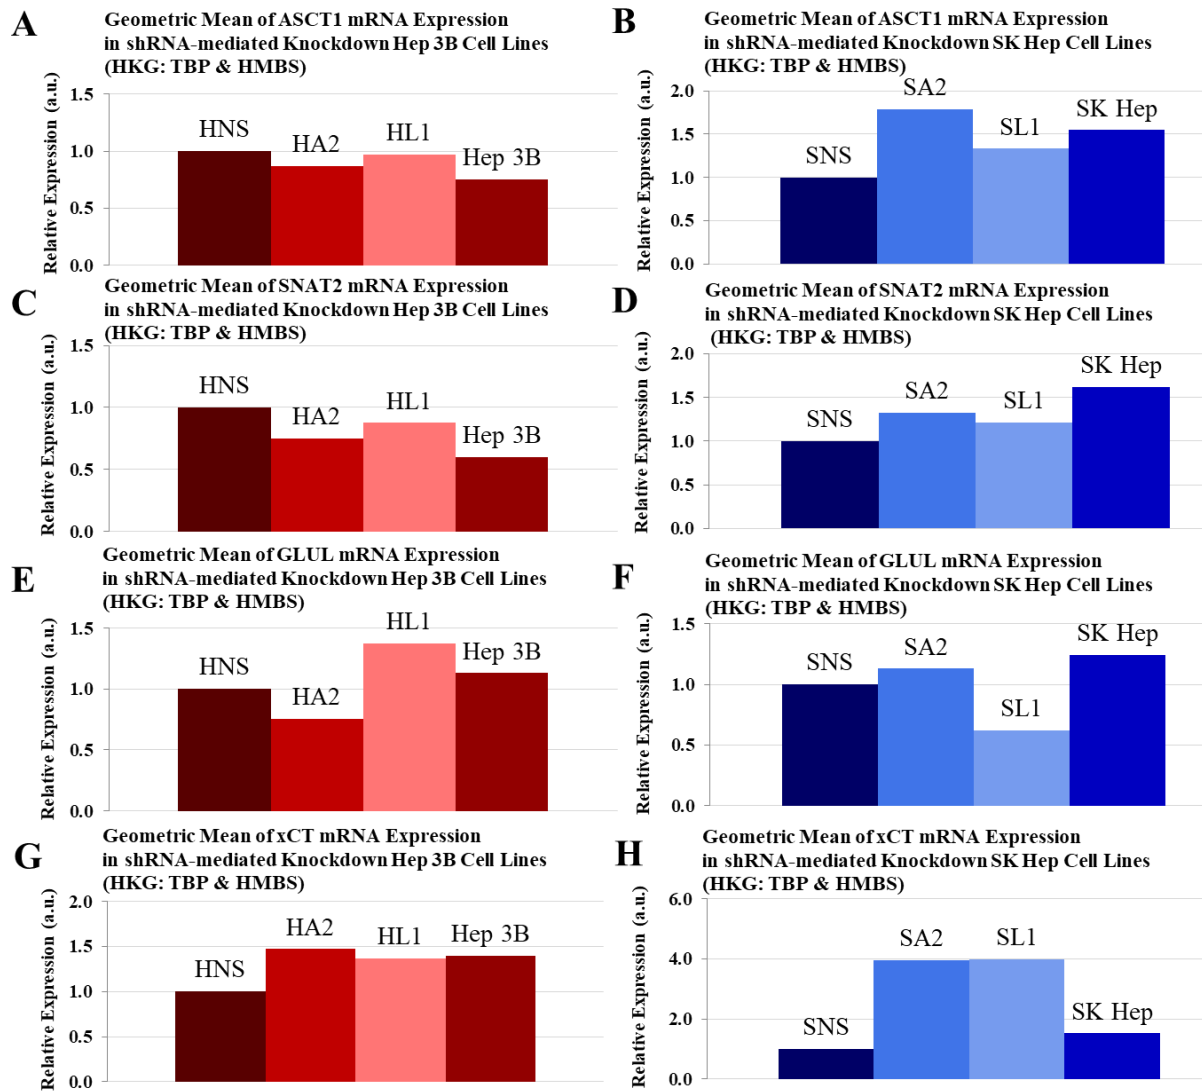 A
Geometric Mean of ASCT1 mRNA Expression
in shRNA-mediated Knockdown Hep 3B Cell Lines
(HKG: TBP & HMBS)
Relative Expression (a.u.)
1.5
1.0
0.5
0.0
HNS
HA2
HL1
Hep 3B
B
Geometric Mean of ASCT1 mRNA Expression
in shRNA-mediated Knockdown SK Hep Cell Lines
(HKG: TBP & HMBS)
Relative Expression (a.u.)
2.0
1.5
1.0
0.5
0.0
SNS
SA2
SL1
SK Hep
C
Geometric Mean of SNAT2 mRNA Expression
in shRNA-mediated Knockdown Hep 3B Cell Lines
(HKG: TBP & HMBS)
Relative Expression (a.u.)
1.5
1.0
0.5
0.0
HNS
HA2
HL1
Hep 3B
D
Geometric Mean of SNAT2 mRNA Expression
in shRNA-mediated Knockdown SK Hep Cell Lines
(HKG: TBP & HMBS)
Relative Expression (a.u.)
2.0
1.5
1.0
0.5
0.0
SNS
SA2
SL1
SK Hep
E
Geometric Mean of GLUL mRNA Expression
in shRNA-mediated Knockdown Hep 3B Cell Lines
(HKG: TBP & HMBS)
Relative Expression (a.u.)
1.5
1.0
0.5
0.0
HNS
HA2
HL1
Hep 3B
F
Geometric Mean of GLUL mRNA Expression
in shRNA-mediated Knockdown SK Hep Cell Lines
(HKG: TBP & HMBS)
Relative Expression (a.u.)
1.5
1.0
0.5
0.0
SNS
SA2
SL1
SK Hep
G
Geometric Mean of xCT mRNA Expression
in shRNA-mediated Knockdown Hep 3B Cell Lines
(HKG: TBP & HMBS)
Relative Expression (a.u.)
2.0
1.5
1.0
0.5
0.0
HNS
HA2
HL1
Hep 3B
H
Geometric Mean of xCT mRNA Expression
in shRNA-mediated Knockdown SK Hep Cell Lines
(HKG: TBP & HMBS)
Relative Expression (a.u.)
6.0
4.0
2.0
0.0
SNS
SA2
SL1
SK Hep